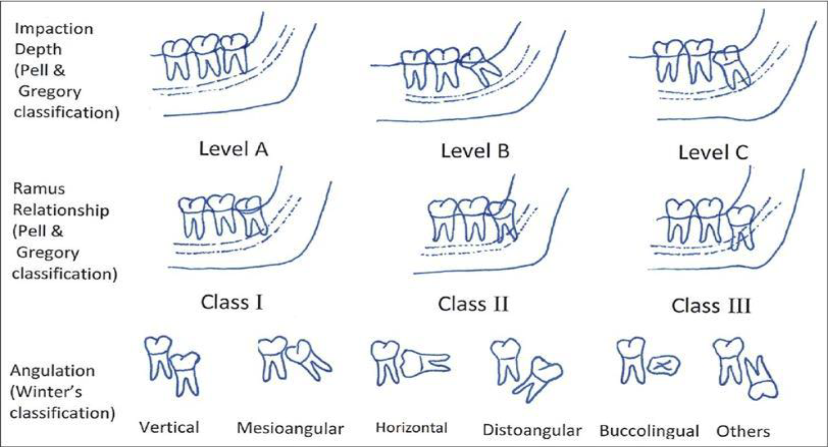 Impaction
Depth
(Pell &
Gregory
classification)
Level A
Level B
Level C
Ramus
Relationship
(Pell &
Gregory
classification)
Class I
Class II
Class III
Angulation
(Winter's
classification)
Vertical
Mesioangular
Horizontal
Distoangular
Buccolingual
Others